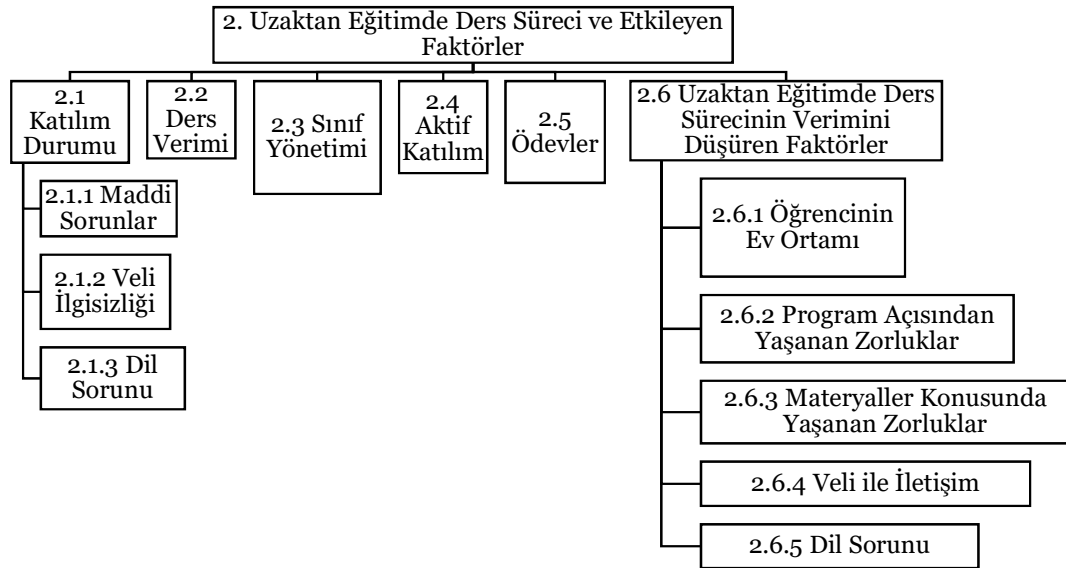 2. Uzaktan Eğitimde Ders Süreci ve Etkileyen
Faktörler
2.1
Katılım
Durumu
2.2
Ders
Verimi
2.3 Sınıf
Yönetimi
2.4
Aktif
Katılım
2.5
Ödevler
2.6 Uzaktan Eğitimde Ders
Sürecinin Verimini
Düşüren Faktörler
2.1.1 Maddi
Sorunlar
2.1.2 Veli
İlgisizliği
2.1.3 Dil
Sorunu
2.6.1 Öğrencinin
Ev Ortamı
2.6.2 Program Açısından
Yaşanan Zorluklar
2.6.3 Materyaller Konusunda
Yaşanan Zorluklar
2.6.4 Veli ile İletişim
2.6.5 Dil Sorunu